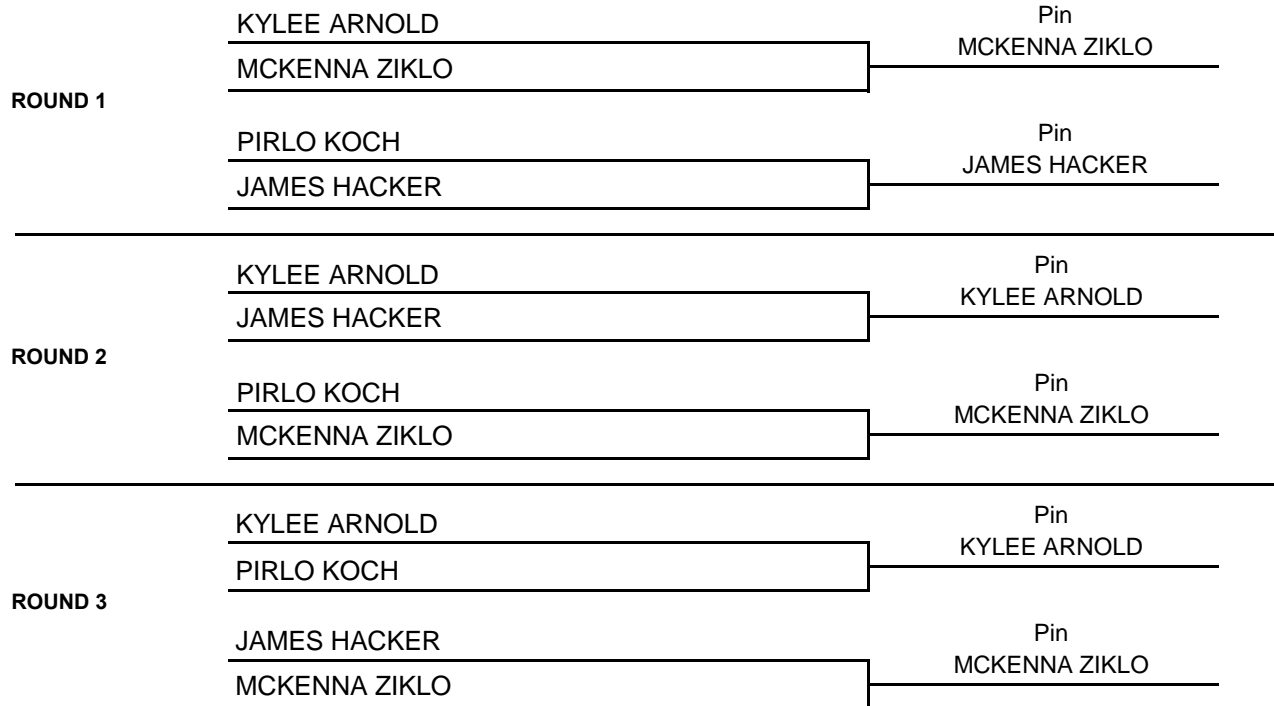 KYLEE ARNOLD
Pin
MCKENNA ZIKLO
MCKENNA ZIKLO
ROUND 1
PIRLO KOCH
Pin
JAMES HACKER
JAMES HACKER
KYLEE ARNOLD
Pin
KYLEE ARNOLD
JAMES HACKER
ROUND 2
PIRLO KOCH
Pin
MCKENNA ZIKLO
MCKENNA ZIKLO
KYLEE ARNOLD
Pin
KYLEE ARNOLD
PIRLO KOCH
ROUND 3
JAMES HACKER
Pin
MCKENNA ZIKLO
MCKENNA ZIKLO